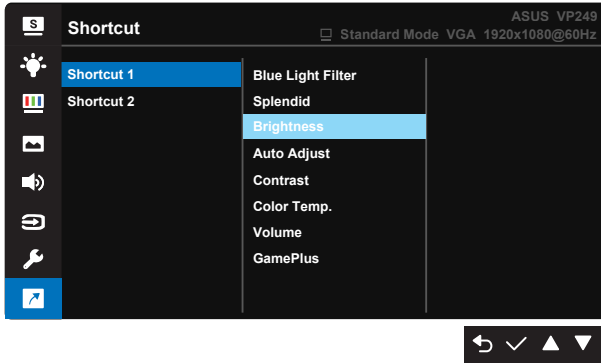 S
Shortcut
ASUS VP249
Standard Mode VGA 1920x1080@60Hz
Shortcut 1
Shortcut 2
Blue Light Filter
Splendid
Brightness
Auto Adjust
Contrast
Color Temp.
Volume
GamePlus